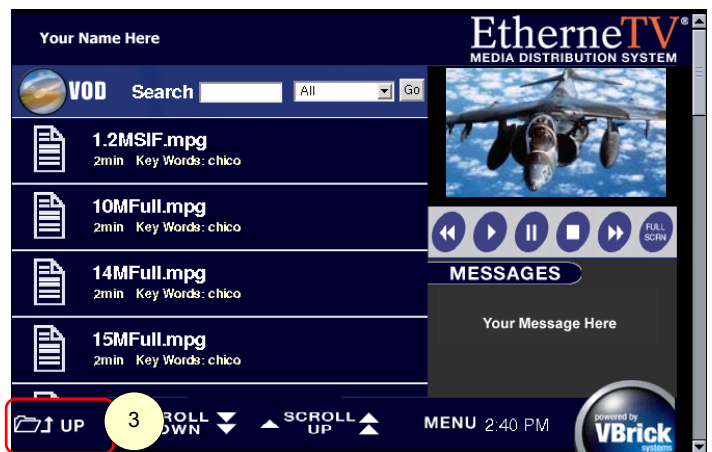 Your Name Here
EtherneTV®
MEDIA DISTRIBUTION SYSTEM
VOD Search All Go
1.2MSIF.mpg
2min Key Words: chico
10MFull.mpg
2min Key Words: chico
14MFull.mpg
2min Key Words: chico
15MFull.mpg
2min Key Words: chico
FULL
SCRN
MESSAGES
Your Message Here
UP
3
SCROLL
UP
MENU 2:40 PM
powered by
VBrick
systems